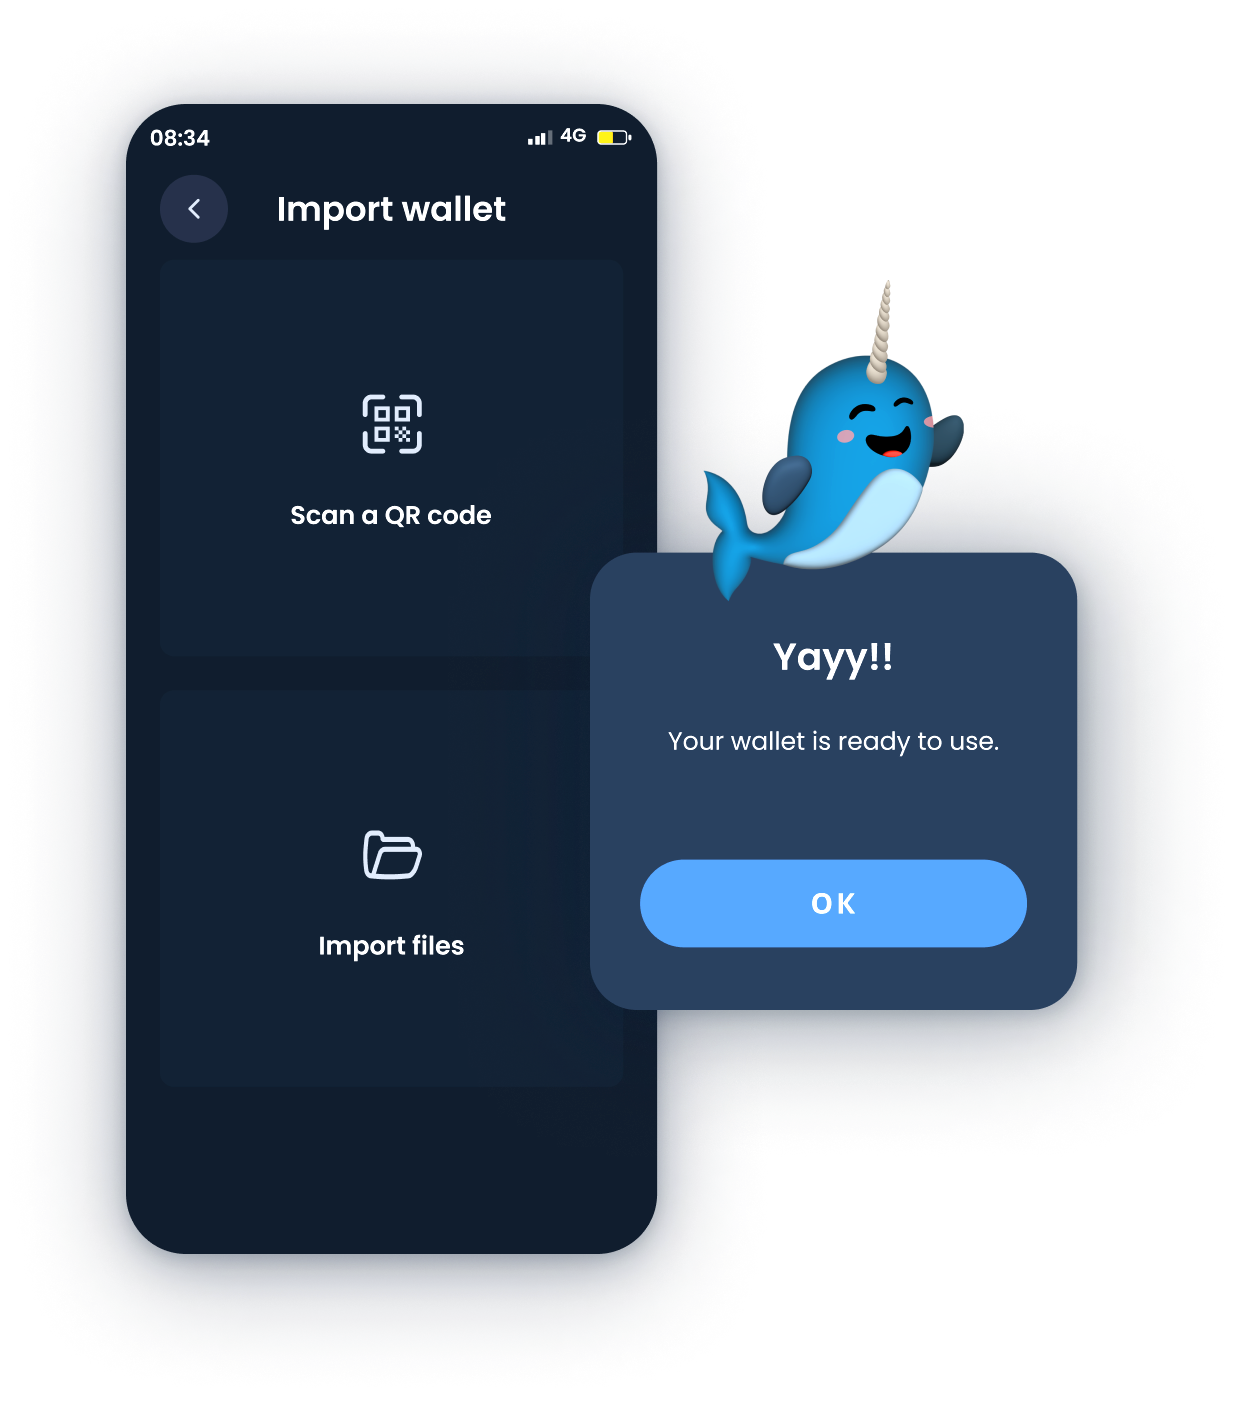 08:34
4G
Import wallet
Scan a QR code
Import files
Yayy!!
Your wallet is ready to use.
OK